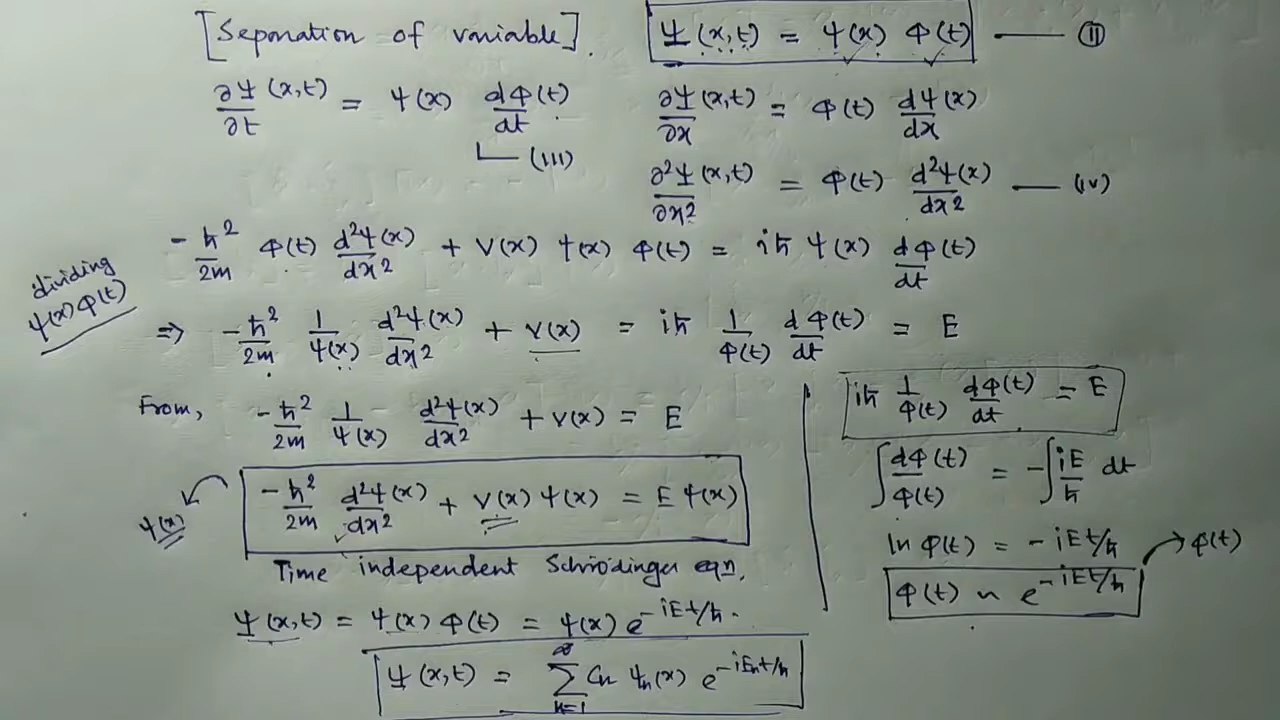 [Separation of variable]. Ψ(x,t) = ψ(x) φ(t) —— (II)
∂Ψ(x,t)/∂t = ψ(x) dφ(t)/dt —(III) ∂Ψ(x,t)/∂x = φ(t) dψ(x)/dx
∂²Ψ(x,t)/∂x² = φ(t) d²ψ(x)/dx² —— (IV)
-ħ²/2m φ(t) d²ψ(x)/dx² + V(x) ψ(x) φ(t) = iħ ψ(x) dφ(t)/dt
dividing
ψ(x)φ(t)
⇒ -ħ²/2m 1/ψ(x) d²ψ(x)/dx² + V(x) = iħ 1/φ(t) dφ(t)/dt = E
From, -ħ²/2m 1/ψ(x) d²ψ(x)/dx² + V(x) = E
-ħ²/2m d²ψ(x)/dx² + V(x) ψ(x) = E ψ(x)
ψ(x)
Time independent Schrödinger eqn.
Ψ(x,t) = ψ(x) φ(t) = ψ(x) e^{-iEt/ħ}.
Ψ(x,t) = ∑_{n=1}^{∞} Cn ψn(x) e^{-iEnt/ħ}
iħ 1/φ(t) dφ(t)/dt = E
∫dφ(t)/φ(t) = -∫iE/ħ dt
ln φ(t) = -iEt/ħ → φ(t)
φ(t) ~ e^{-iEt/ħ}